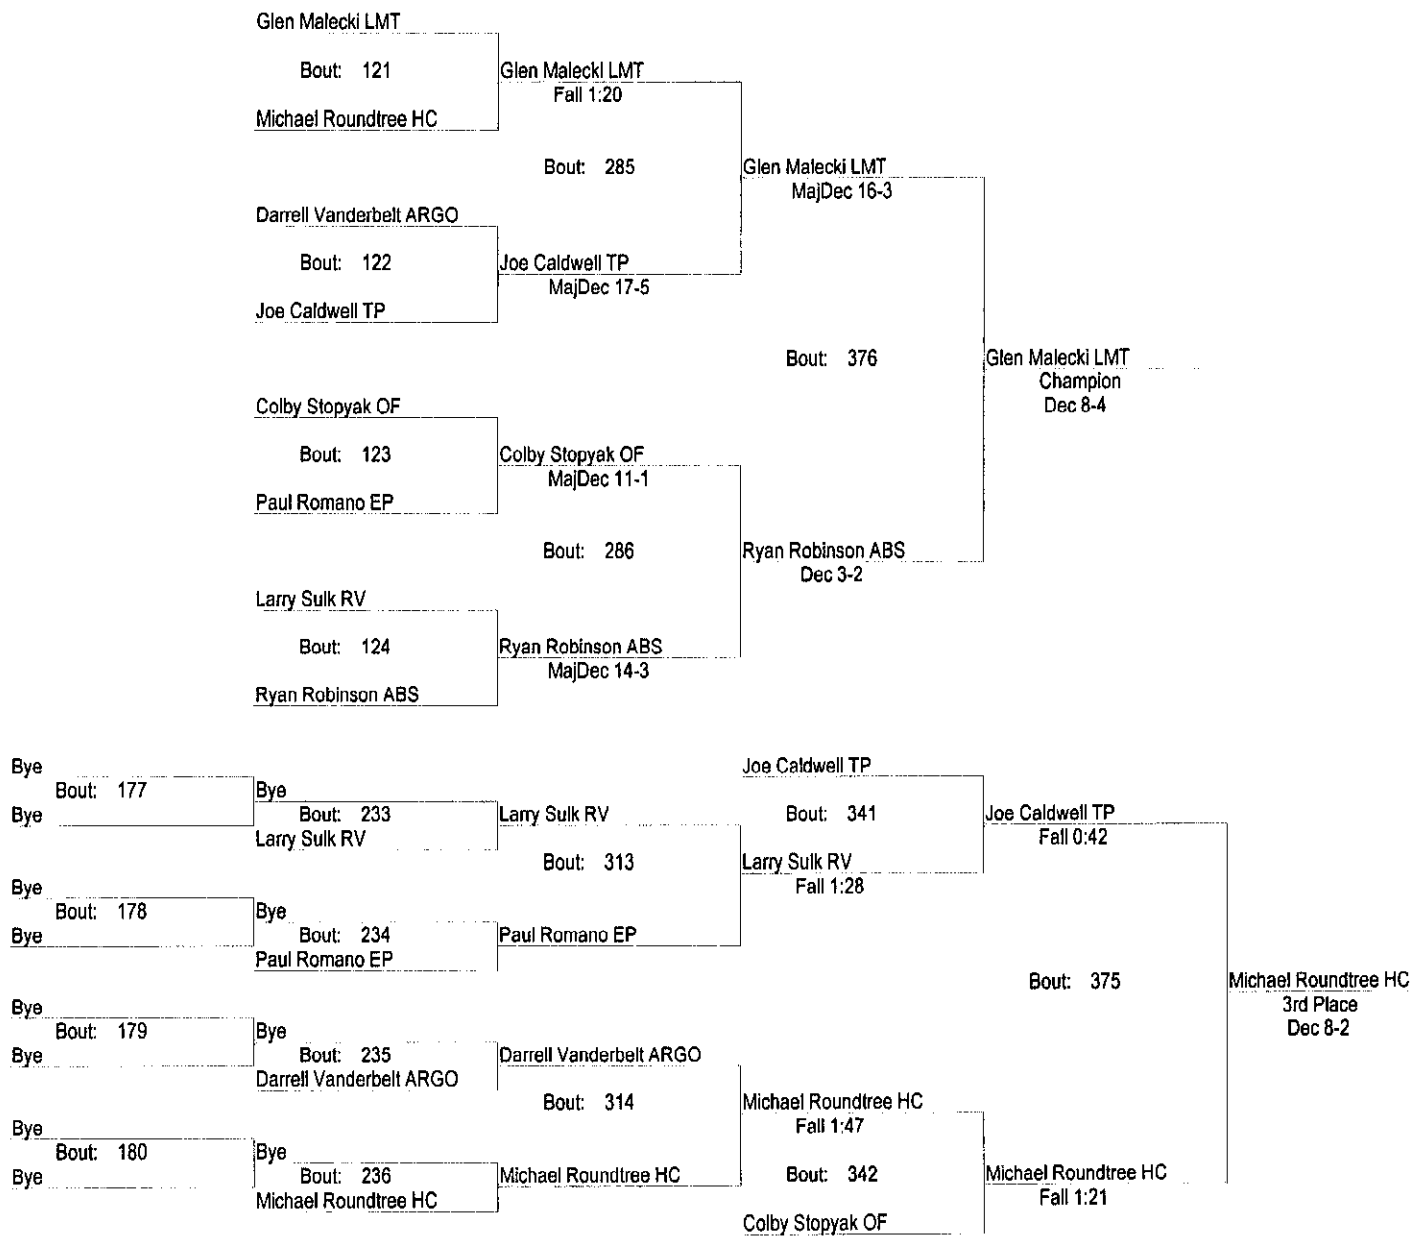 Glen Malecki LMT
Bout: 121
Glen Malecki LMT
Fall 1:20
Michael Roundtree HC
Bout: 285
Glen Malecki LMT
MajDec 16-3
Darrell Vanderbelt ARGO
Bout: 122
Joe Caldwell TP
MajDec 17-5
Joe Caldwell TP
Bout: 376
Glen Malecki LMT
Champion
Dec 8-4
Colby Stopyak OF
Bout: 123
Colby Stopyak OF
MajDec 11-1
Paul Romano EP
Bout: 286
Ryan Robinson ABS
Dec 3-2
Larry Sulk RV
Bout: 124
Ryan Robinson ABS
MajDec 14-3
Ryan Robinson ABS
Bye
Bout: 177
Bye
Bye
Bout: 233
Larry Sulk RV
Larry Sulk RV
Joe Caldwell TP
Bout: 341
Joe Caldwell TP
Fall 0:42
Bout: 313
Larry Sulk RV
Fall 1:28
Bye
Bout: 178
Bye
Bye
Bout: 234
Paul Romano EP
Paul Romano EP
Bout: 375
Michael Roundtree HC
3rd Place
Dec 8-2
Bye
Bout: 179
Bye
Bye
Bout: 235
Darrell Vanderbelt ARGO
Darrell Vanderbelt ARGO
Bout: 314
Michael Roundtree HC
Fall 1:47
Bye
Bout: 180
Bye
Bye
Bout: 236
Michael Roundtree HC
Michael Roundtree HC
Bout: 342
Michael Roundtree HC
Fall 1:21
Colby Stopyak OF